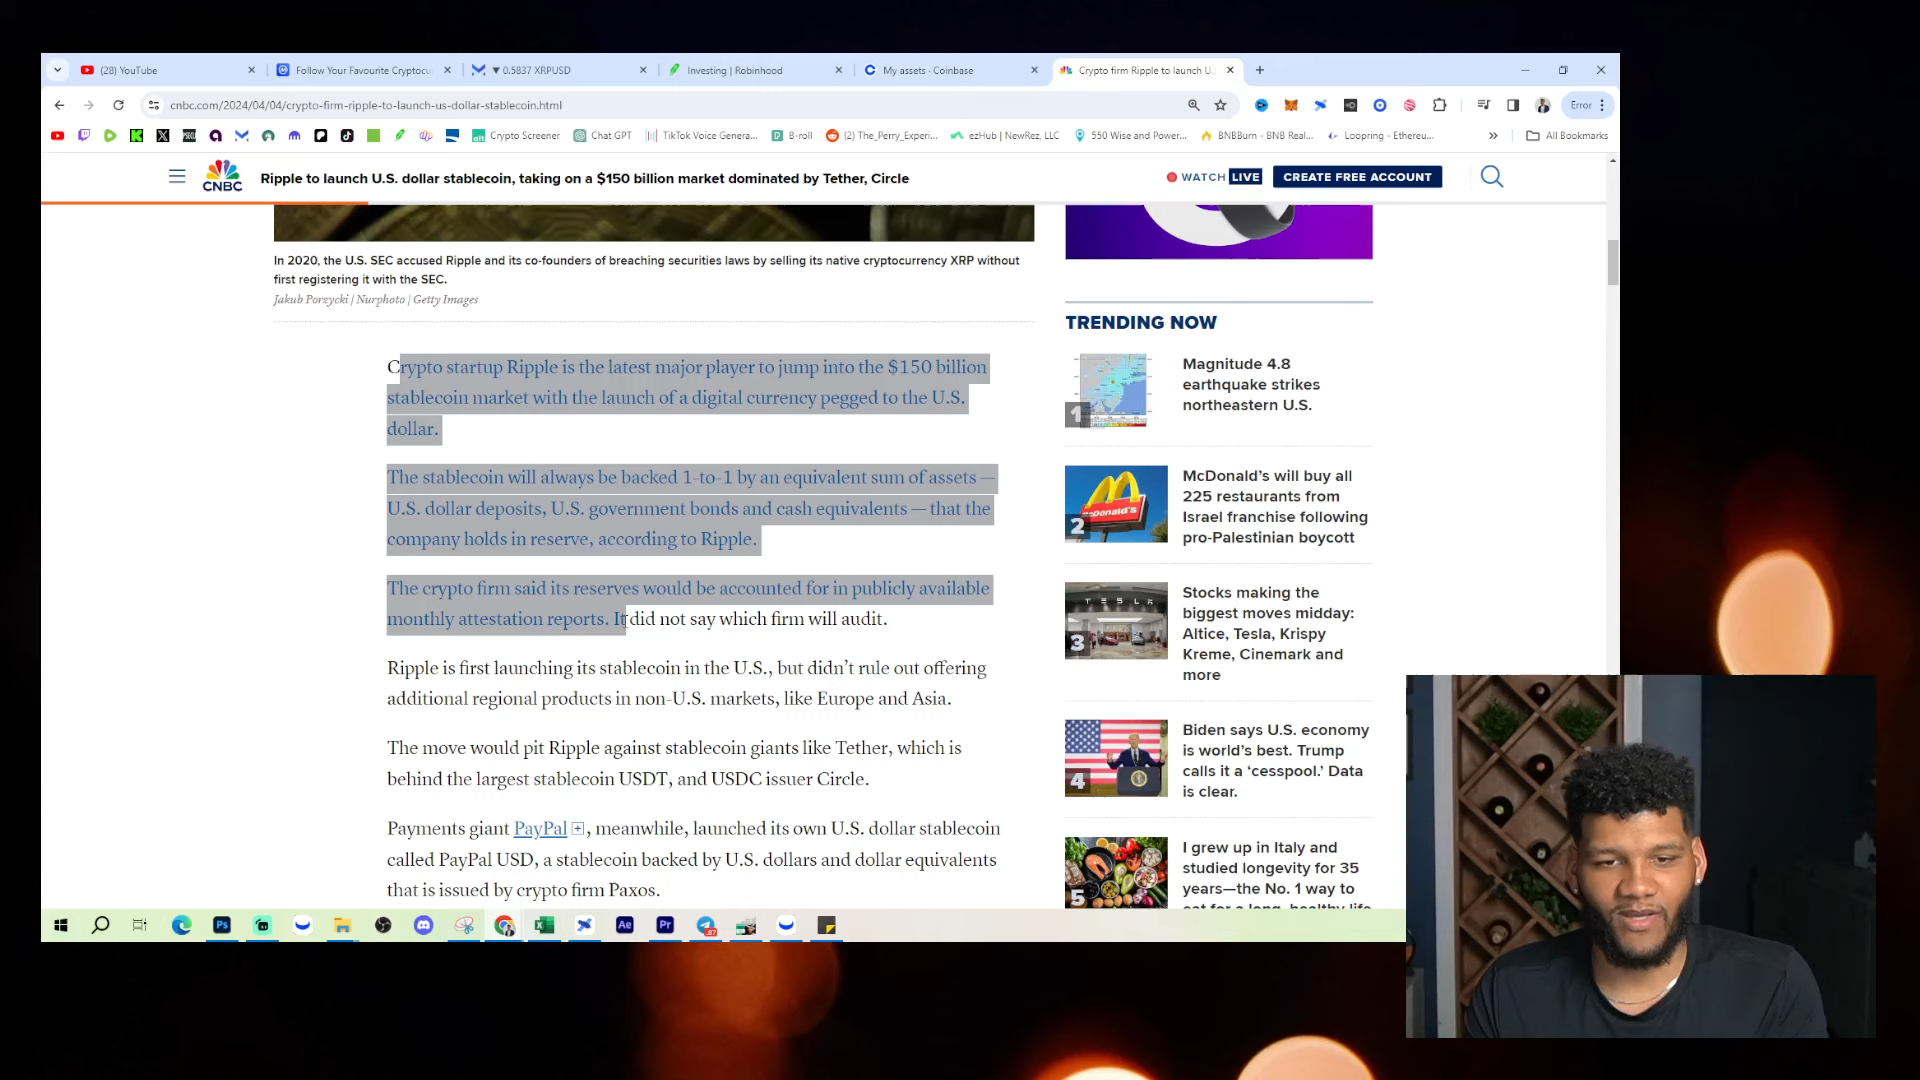 (28) YouTube
Follow Your Favourite Cryptocu
▼ 0.5837 XRPUSD
Investing | Robinhood
My assets - Coinbase
Crypto firm Ripple to launch U.
cnbc.com/2024/04/04/crypto-firm-ripple-to-launch-us-dollar-stablecoin.html
Error
Crypto Screener
Chat GPT
TikTok Voice Genera...
B-roll
(2) The_Perry_Experi...
ezHub | NewRez, LLC
550 Wise and Power...
BNBBurn - BNB Real...
Loopring - Ethereu...
»
All Bookmarks
CNBC
Ripple to launch U.S. dollar stablecoin, taking on a $150 billion market dominated by Tether, Circle
WATCH LIVE
CREATE FREE ACCOUNT
In 2020, the U.S. SEC accused Ripple and its co-founders of breaching securities laws by selling its native cryptocurrency XRP without
first registering it with the SEC.
Jakub Porzycki | Nurphoto | Getty Images
Crypto startup Ripple is the latest major player to jump into the $150 billion
stablecoin market with the launch of a digital currency pegged to the U.S.
dollar.
The stablecoin will always be backed 1-to-1 by an equivalent sum of assets —
U.S. dollar deposits, U.S. government bonds and cash equivalents — that the
company holds in reserve, according to Ripple.
The crypto firm said its reserves would be accounted for in publicly available
monthly attestation reports. It did not say which firm will audit.
Ripple is first launching its stablecoin in the U.S., but didn’t rule out offering
additional regional products in non-U.S. markets, like Europe and Asia.
The move would pit Ripple against stablecoin giants like Tether, which is
behind the largest stablecoin USDT, and USDC issuer Circle.
Payments giant PayPal, meanwhile, launched its own U.S. dollar stablecoin
called PayPal USD, a stablecoin backed by U.S. dollars and dollar equivalents
that is issued by crypto firm Paxos.
TRENDING NOW
1
Magnitude 4.8
earthquake strikes
northeastern U.S.
McDonald's
2
McDonald’s will buy all
225 restaurants from
Israel franchise following
pro-Palestinian boycott
TESLA
3
Stocks making the
biggest moves midday:
Altice, Tesla, Krispy
Kreme, Cinemark and
more
4
Biden says U.S. economy
is world’s best. Trump
calls it a ‘cesspool.’ Data
is clear.
5
I grew up in Italy and
studied longevity for 35
years—the No. 1 way to
eat for a long, healthy life
Ps
Ae
Pr